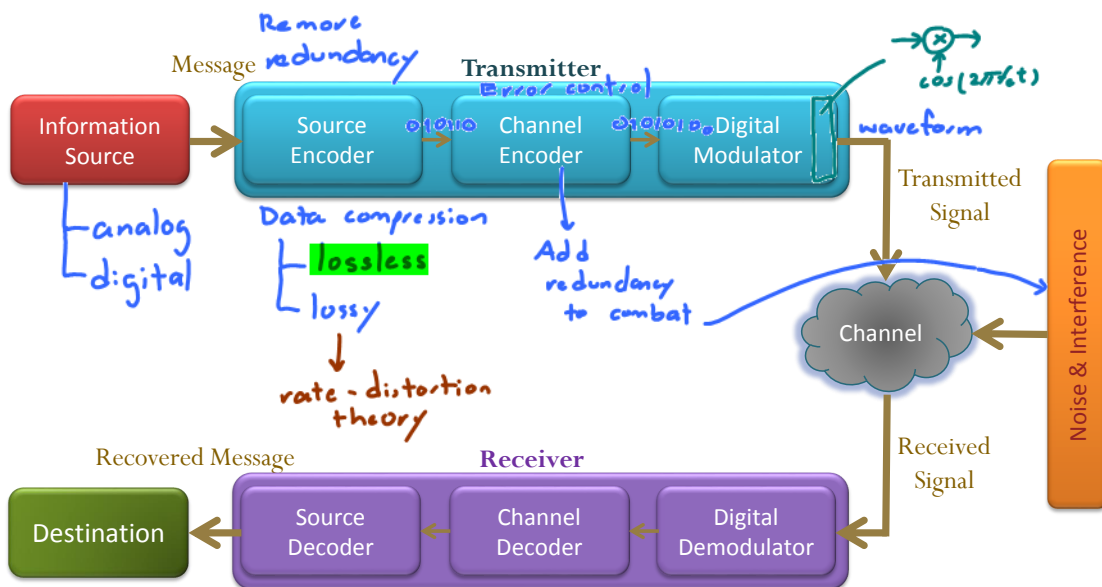 Remove
redundancy
Message
Transmitter
cos(2πf₀t)
Information
Source
Source
Encoder
010110
Error control
Channel
Encoder
01010100
Digital
Modulator
waveform
analog
digital
Data compression
lossless
lossy
rate-distortion
theory
Add
redundancy
to combat
Transmitted
Signal
Channel
Noise & Interference
Received
Signal
Recovered Message
Receiver
Destination
Source
Decoder
Channel
Decoder
Digital
Demodulator